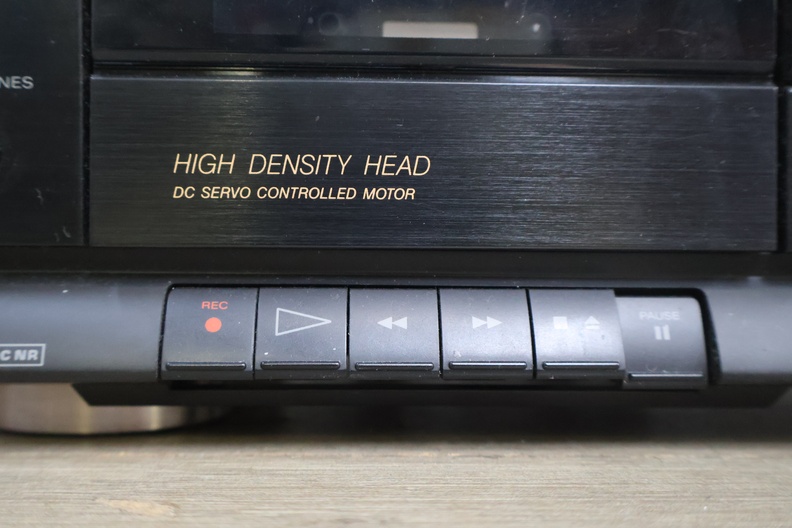 NES
HIGH DENSITY HEAD
DC SERVO CONTROLLED MOTOR
REC
PAUSE
C NR